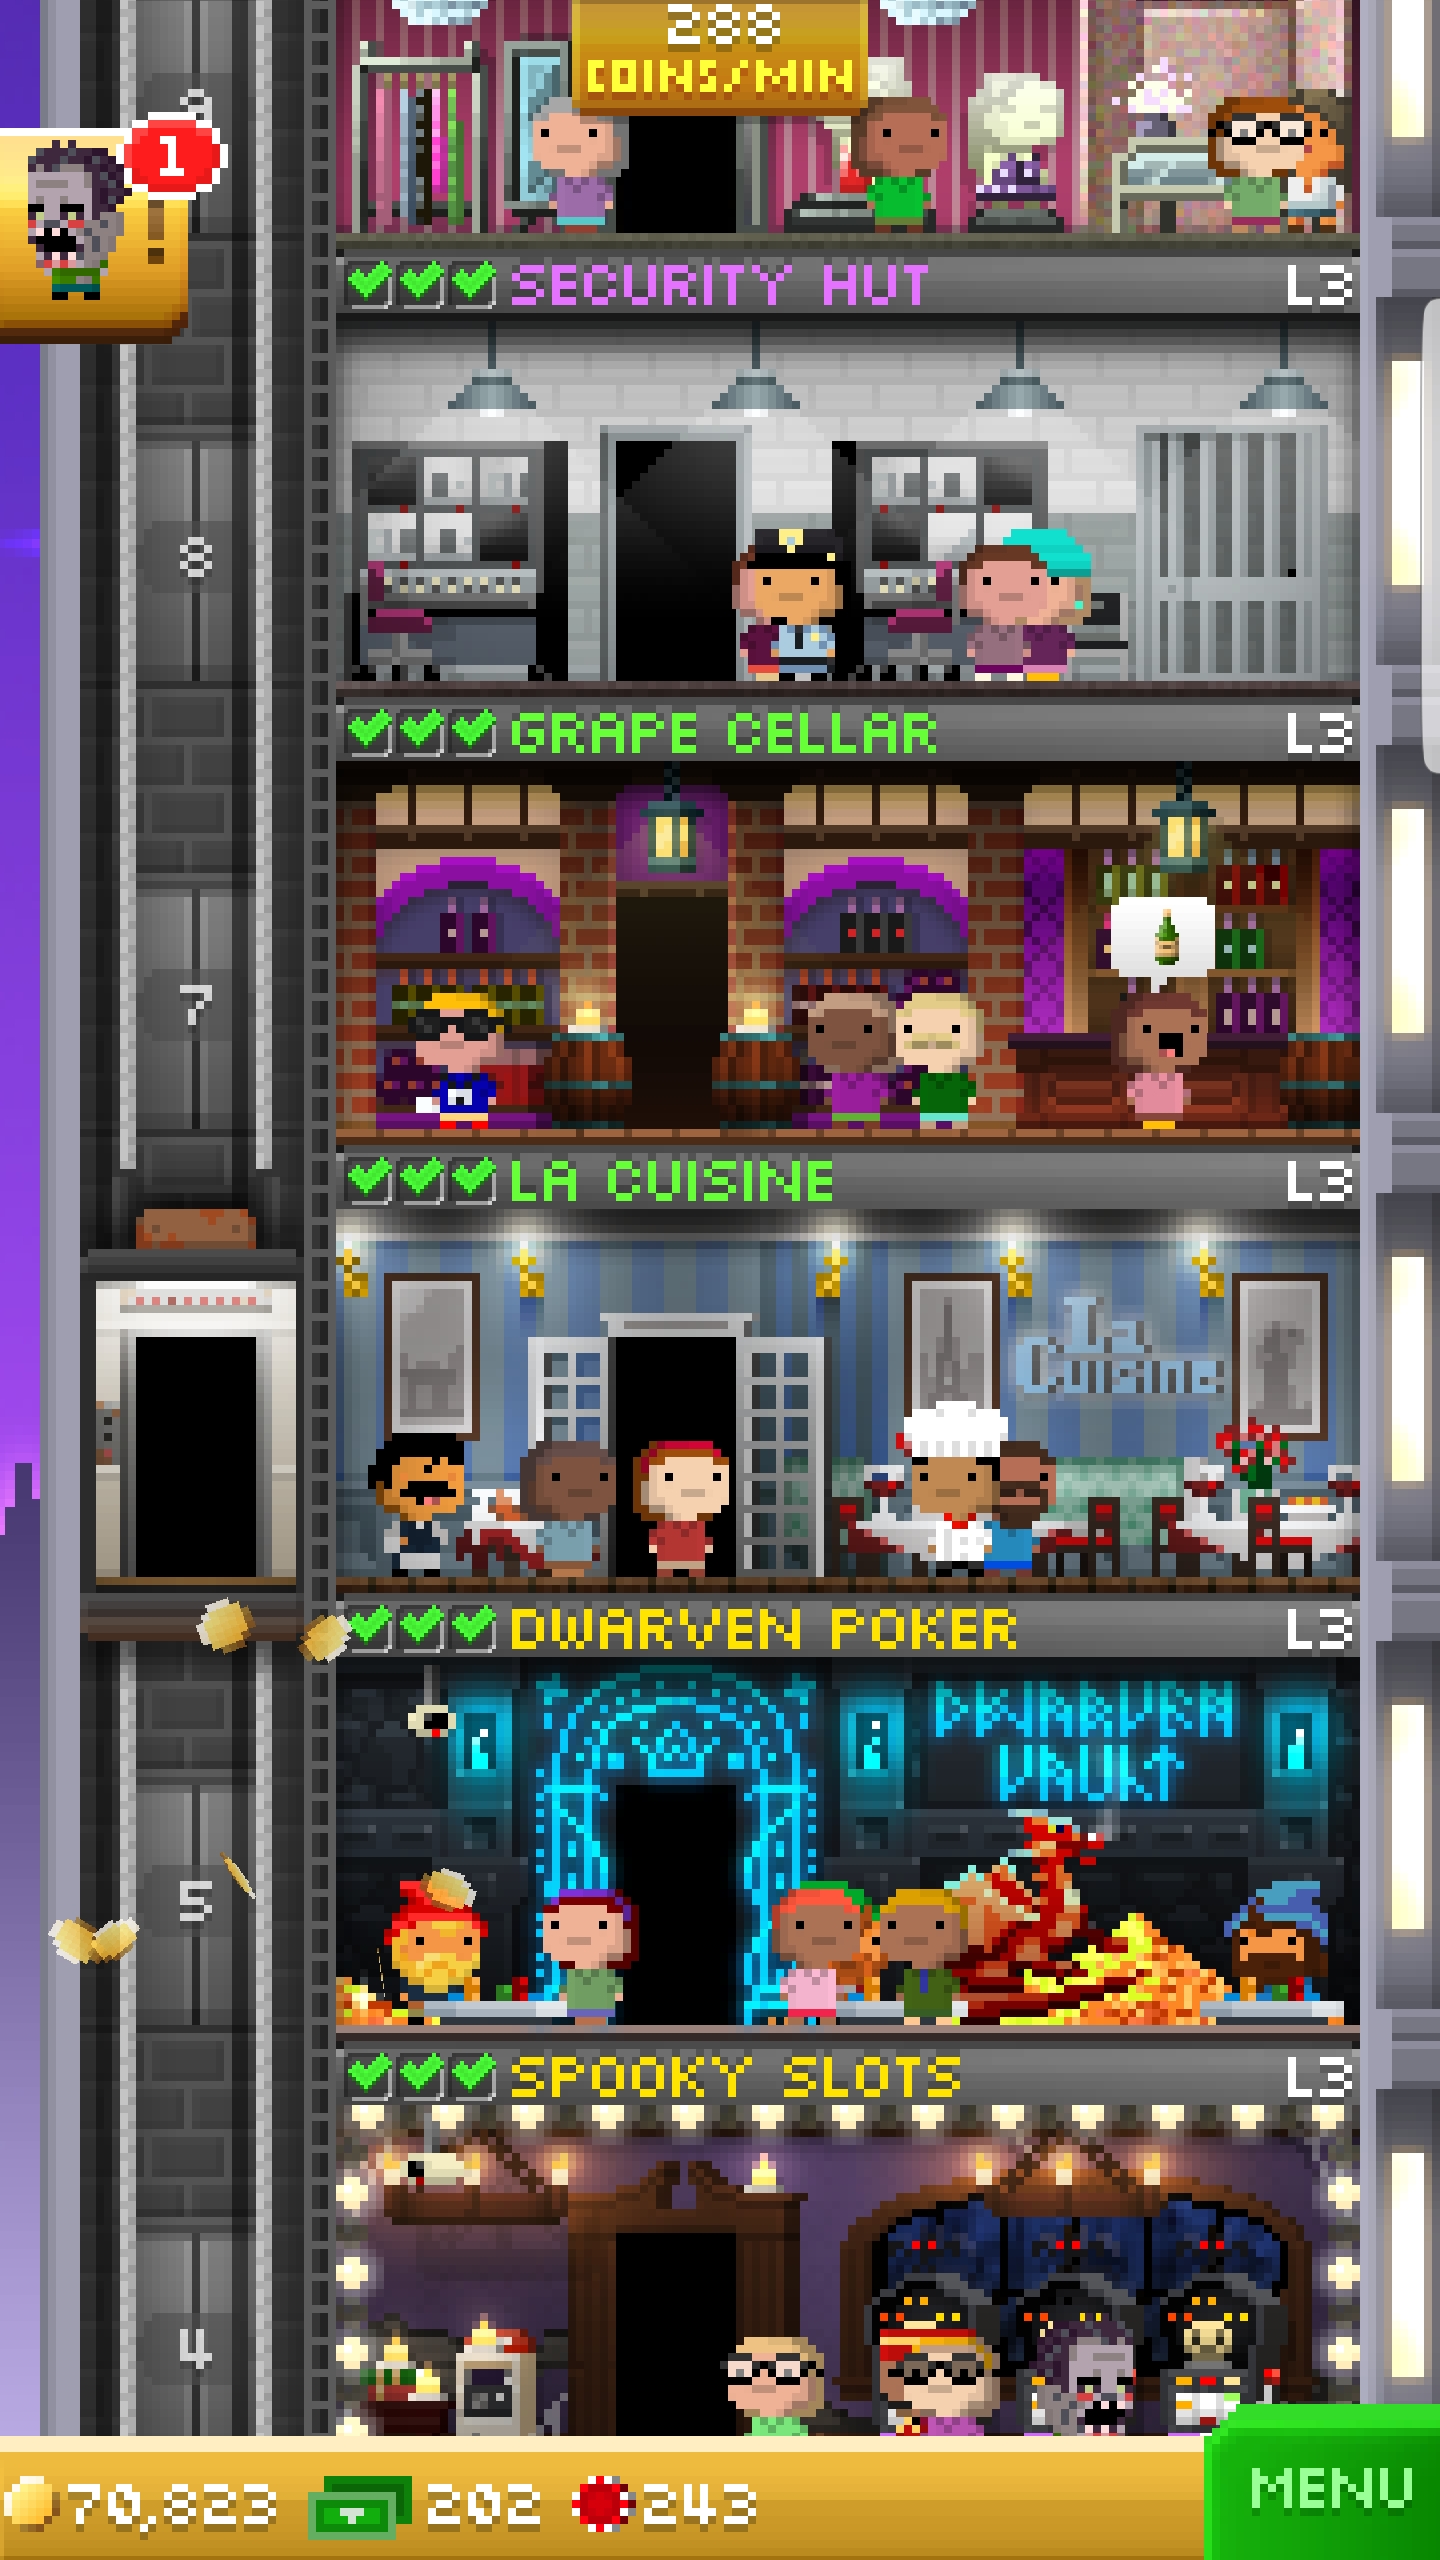 288
COINS/MIN
9
1
!
SECURITY HUT L3
8
GRAPE CELLAR L3
7
LA CUISINE L3
La
Cuisine
DWARVEN POKER L3
DWARVEN
VAULT
5
SPOOKY SLOTS L3
4
70,823 202 243 MENU